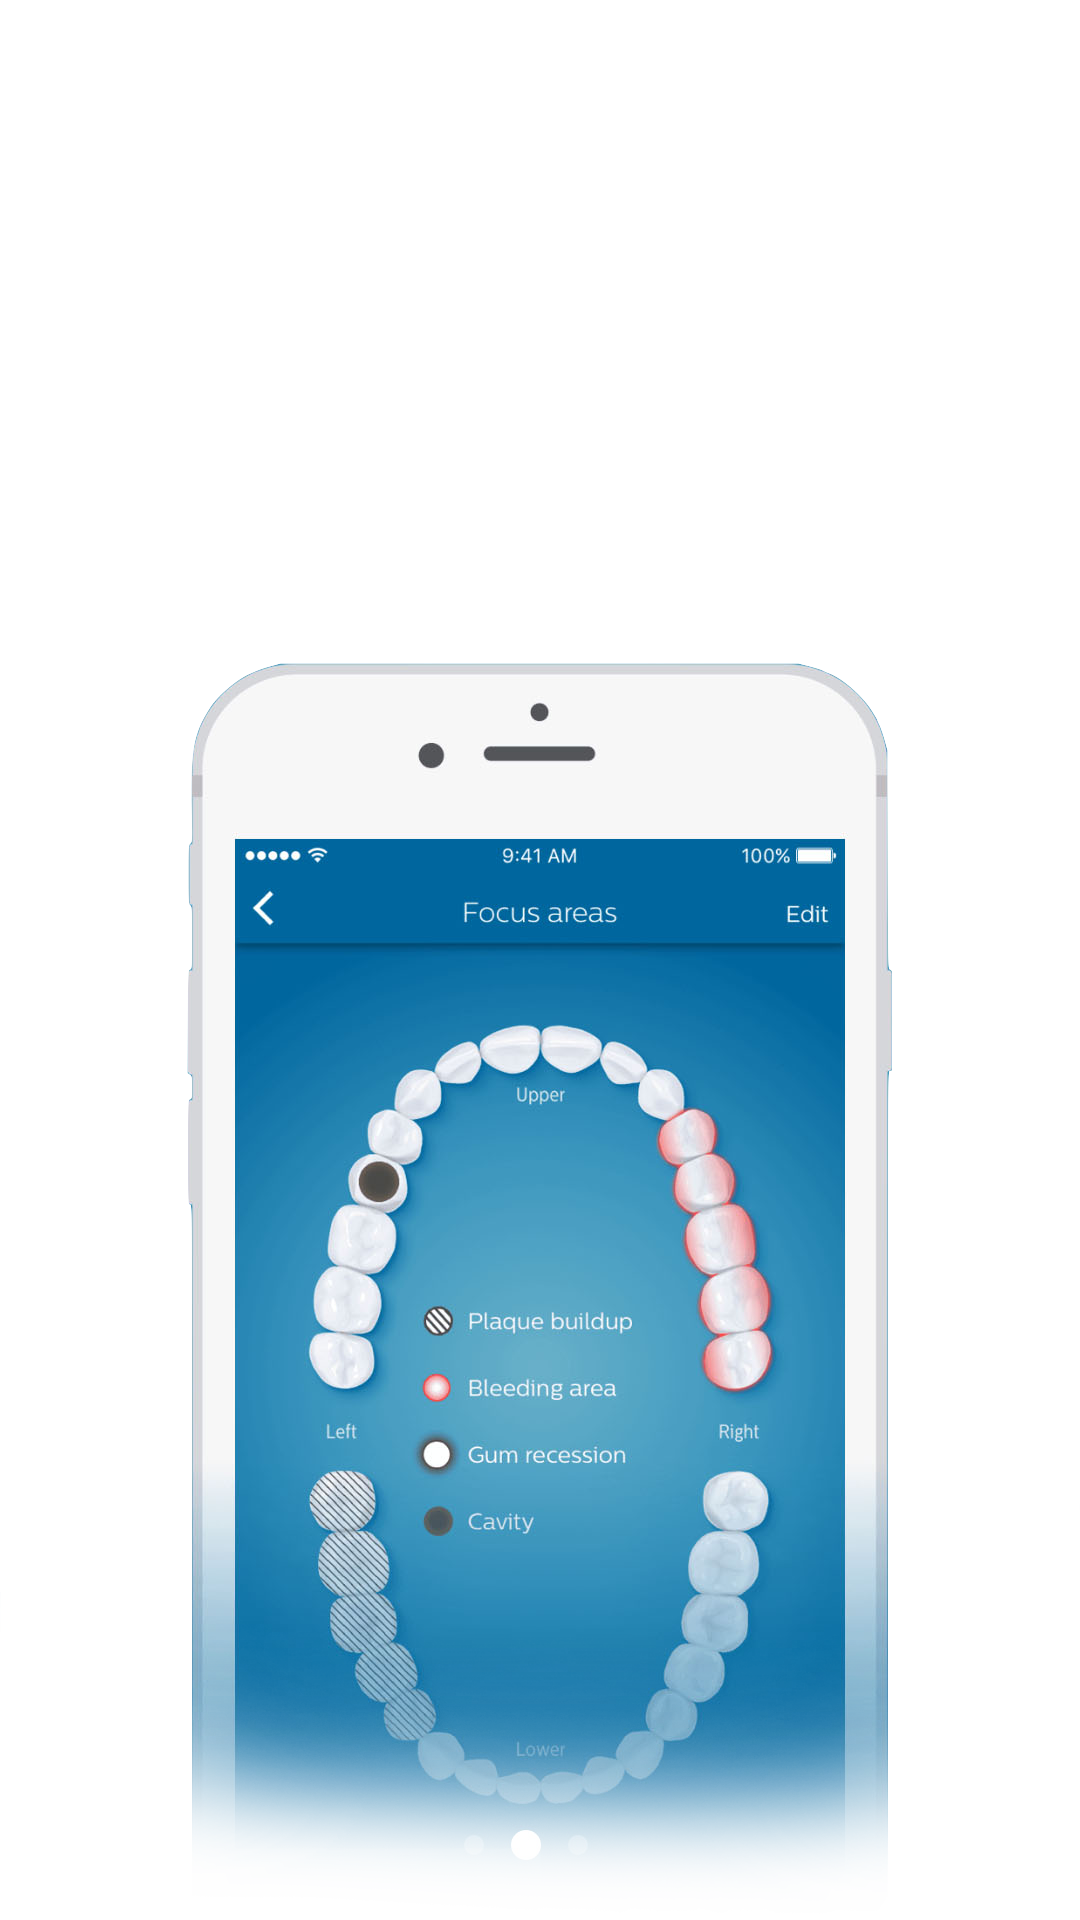 9:41 AM 100%
Focus areas Edit
Upper
Plaque buildup
Bleeding area
Left Right
Gum recession
Cavity
Lower